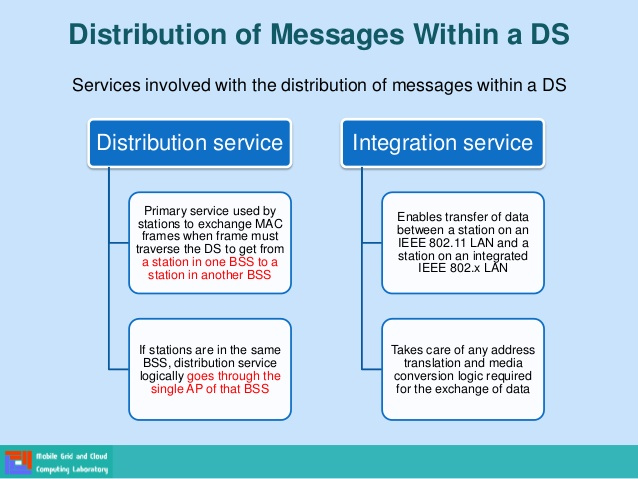 Distribution of Messages Within a DS
Services involved with the distribution of messages within a DS
Distribution service
Primary service used by
stations to exchange MAC
frames when frame must
traverse the DS to get from
a station in one BSS to a
station in another BSS
If stations are in the same
BSS, distribution service
logically goes through the
single AP of that BSS
Integration service
Enables transfer of data
between a station on an
IEEE 802.11 LAN and a
station on an integrated
IEEE 802.x LAN
Takes care of any address
translation and media
conversion logic required
for the exchange of data
Mobile Grid and Cloud
Computing Laboratory